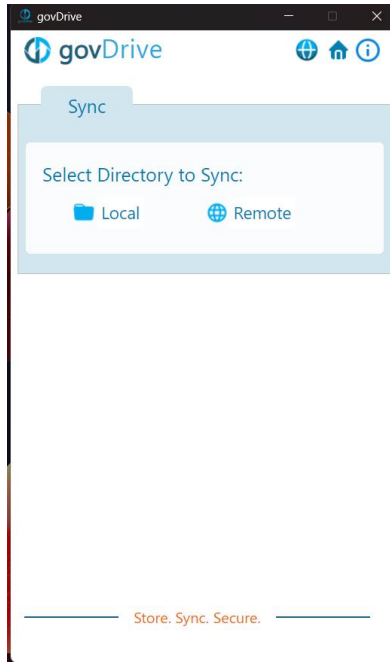 govDrive
govDrive
Sync
Select Directory to Sync:
Local Remote
Store. Sync. Secure.